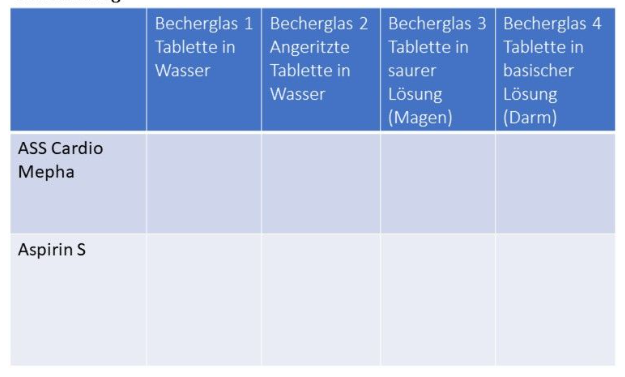 Becherglas 1
Tablette in
Wasser
Becherglas 2
Angeritzte
Tablette in
Wasser
Becherglas 3
Tablette in
saurer
Lösung
(Magen)
Becherglas 4
Tablette in
basischer
Lösung
(Darm)
ASS Cardio
Mepha
Aspirin S